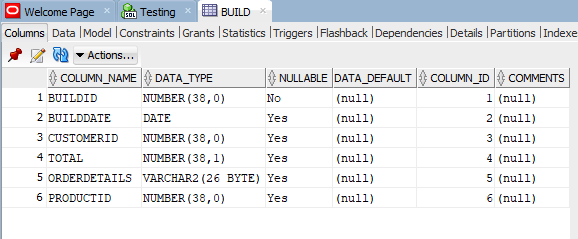 Welcome Page Testing BUILD
Columns Data Model Constraints Grants Statistics Triggers Flashback Dependencies Details Partitions Indexe
Actions...
COLUMN_NAME DATA_TYPE NULLABLE DATA_DEFAULT COLUMN_ID COMMENTS
1 BUILDID NUMBER(38,0) No (null) 1 (null)
2 BUILDDATE DATE Yes (null) 2 (null)
3 CUSTOMERID NUMBER(38,0) Yes (null) 3 (null)
4 TOTAL NUMBER(38,1) Yes (null) 4 (null)
5 ORDERDETAILS VARCHAR2(26 BYTE) Yes (null) 5 (null)
6 PRODUCTID NUMBER(38,0) Yes (null) 6 (null)